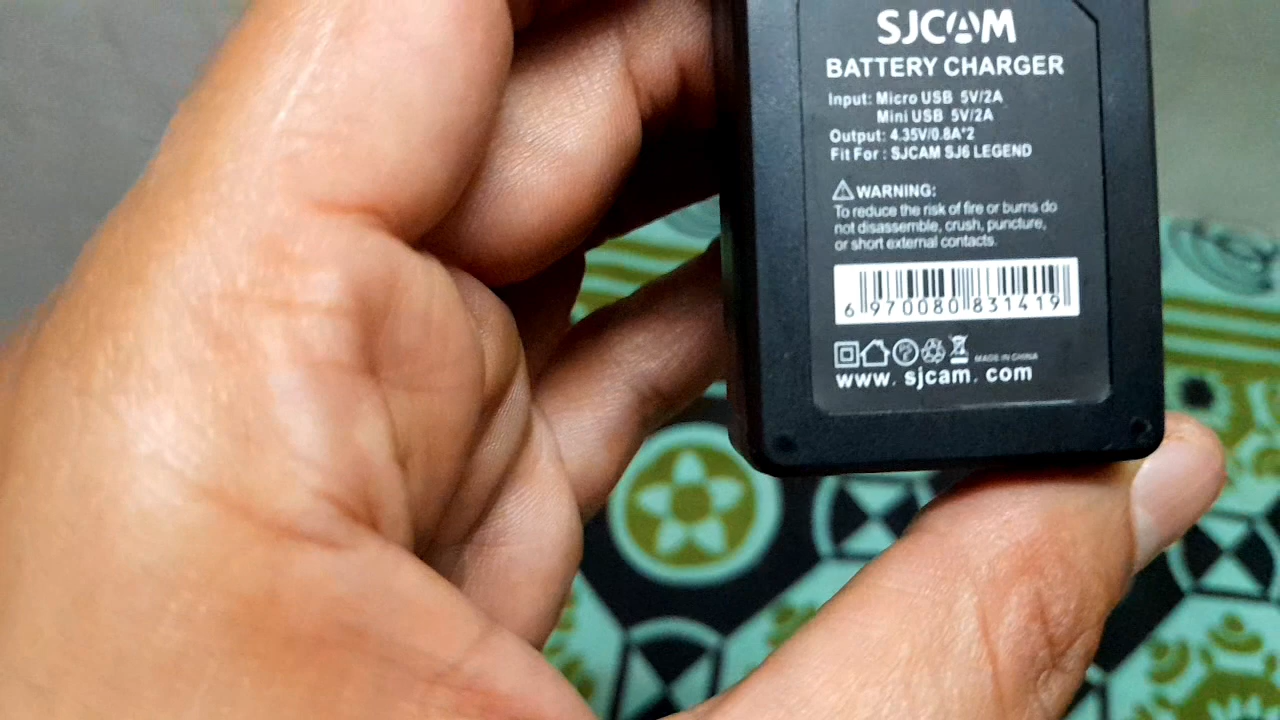 SJCAM
BATTERY CHARGER
Input: Micro USB 5V/2A
Mini USB 5V/2A
Output: 4.35V/0.8A*2
Fit For : SJCAM SJ6 LEGEND
WARNING:
To reduce the risk of fire or burns do
not disassemble, crush, puncture,
or short external contacts.
6 970080 831419
MADE IN CHINA
www. sjcam. com